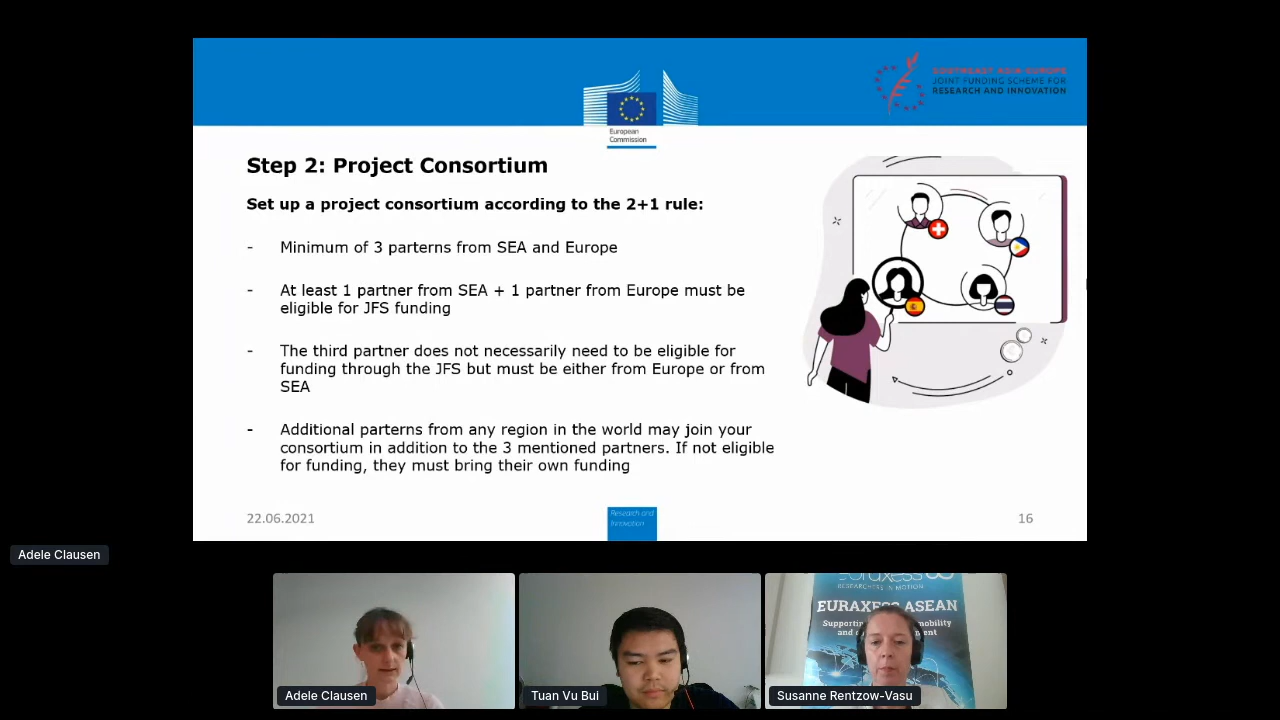 SOUTHEAST ASIA-EUROPE
JOINT FUNDING SCHEME FOR
RESEARCH AND INNOVATION
European
Commission
Step 2: Project Consortium
Set up a project consortium according to the 2+1 rule:
- Minimum of 3 parterns from SEA and Europe
- At least 1 partner from SEA + 1 partner from Europe must be
eligible for JFS funding
- The third partner does not necessarily need to be eligible for
funding through the JFS but must be either from Europe or from
SEA
- Additional parterns from any region in the world may join your
consortium in addition to the 3 mentioned partners. If not eligible
for funding, they must bring their own funding
22.06.2021
Research and
Innovation
16
Adele Clausen
Adele Clausen
Tuan Vu Bui
euraxess
RESEARCHERS IN MOTION
EURAXESS ASEAN
Susanne Rentzow-Vasu